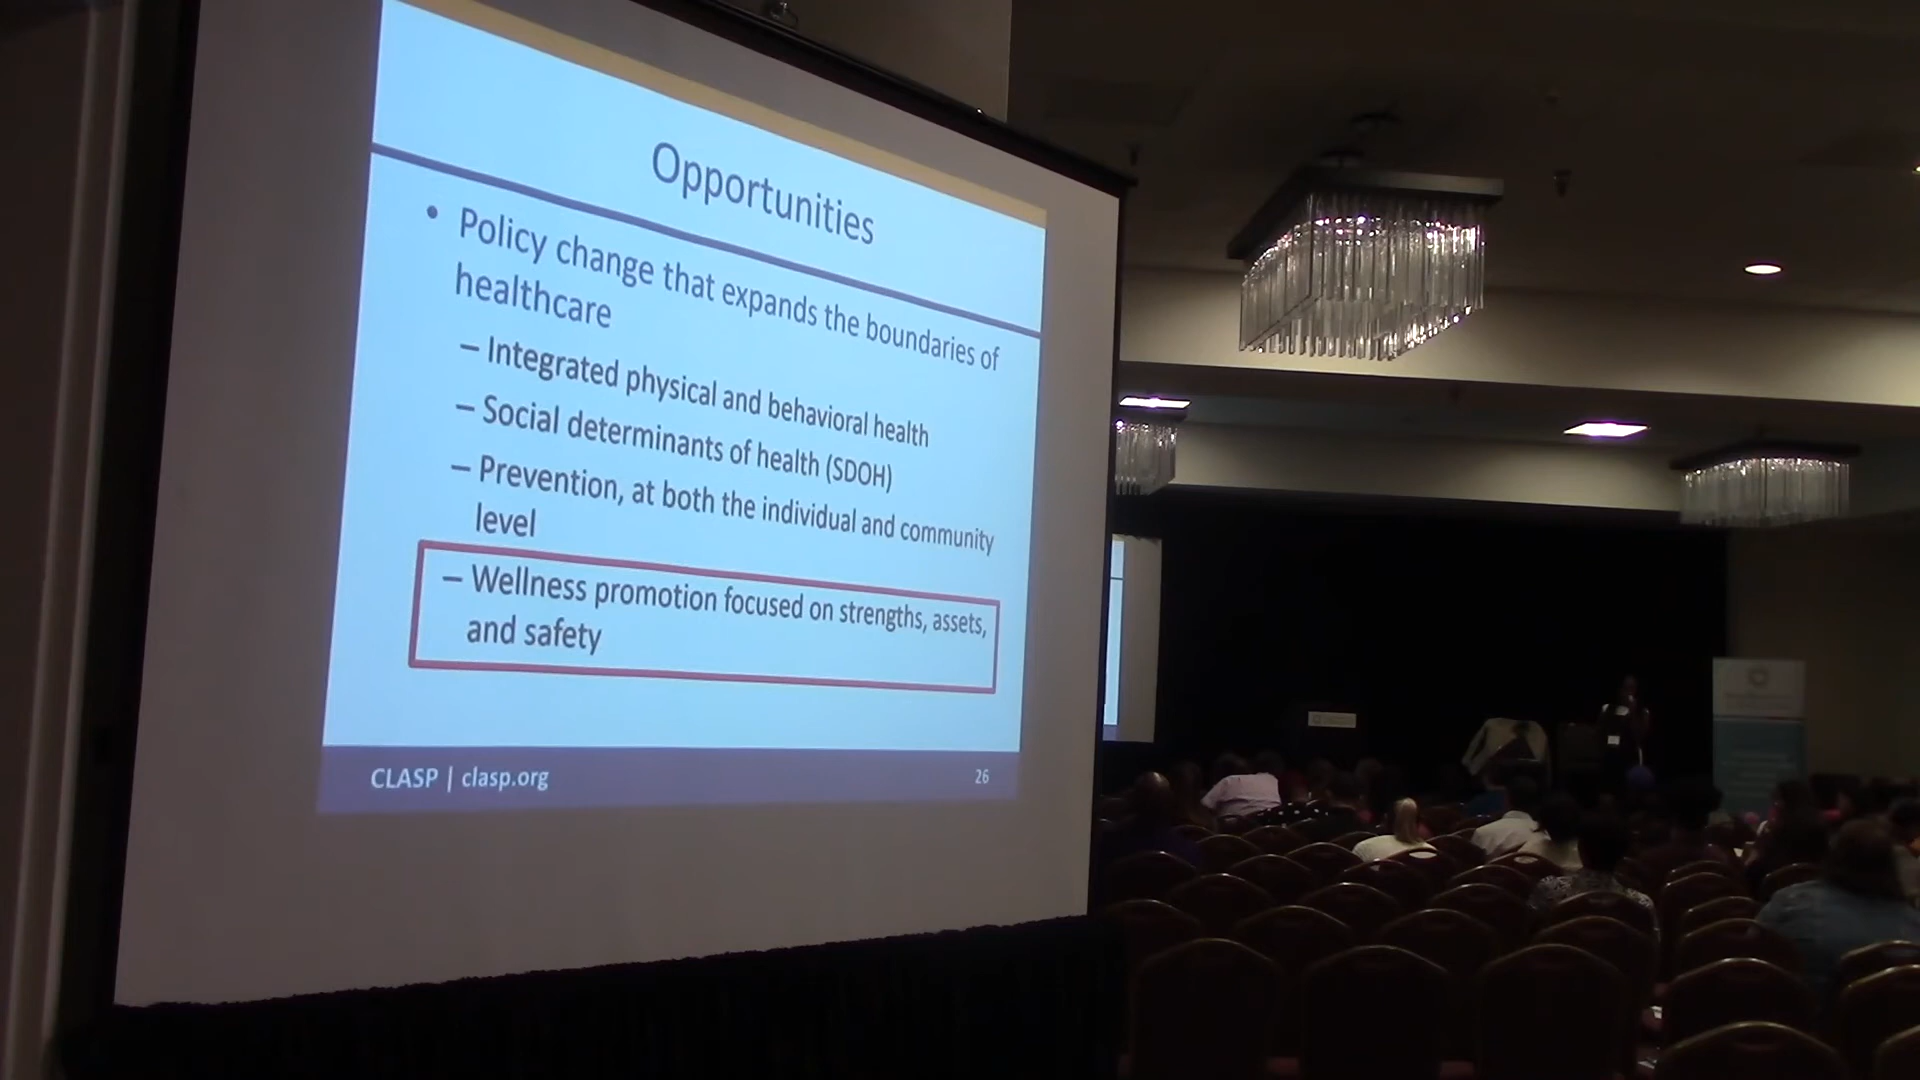 Opportunities
• Policy change that expands the boundaries of
healthcare
– Integrated physical and behavioral health
– Social determinants of health (SDOH)
– Prevention, at both the individual and community
level
– Wellness promotion focused on strengths, assets,
and safety
CLASP | clasp.org
26